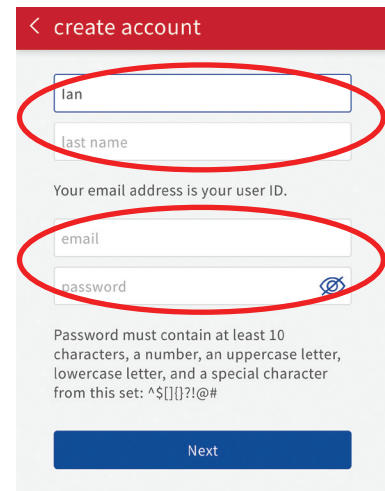 create account
Ian
last name
Your email address is your user ID.
email
password
Password must contain at least 10
characters, a number, an uppercase letter,
lowercase letter, and a special character
from this set: ^$[]{}?!@#
Next